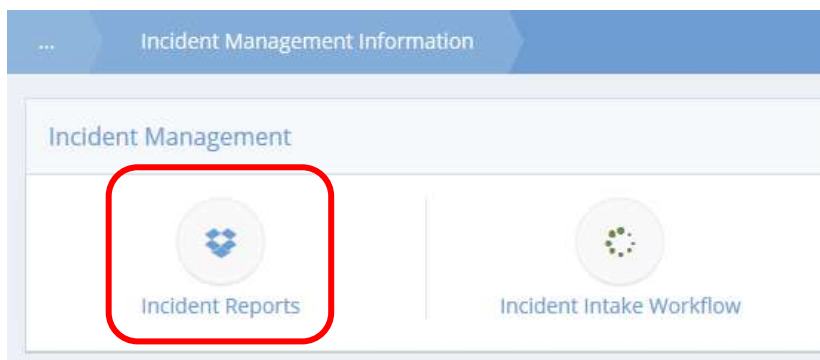 ... Incident Management Information
Incident Management
Incident Reports Incident Intake Workflow